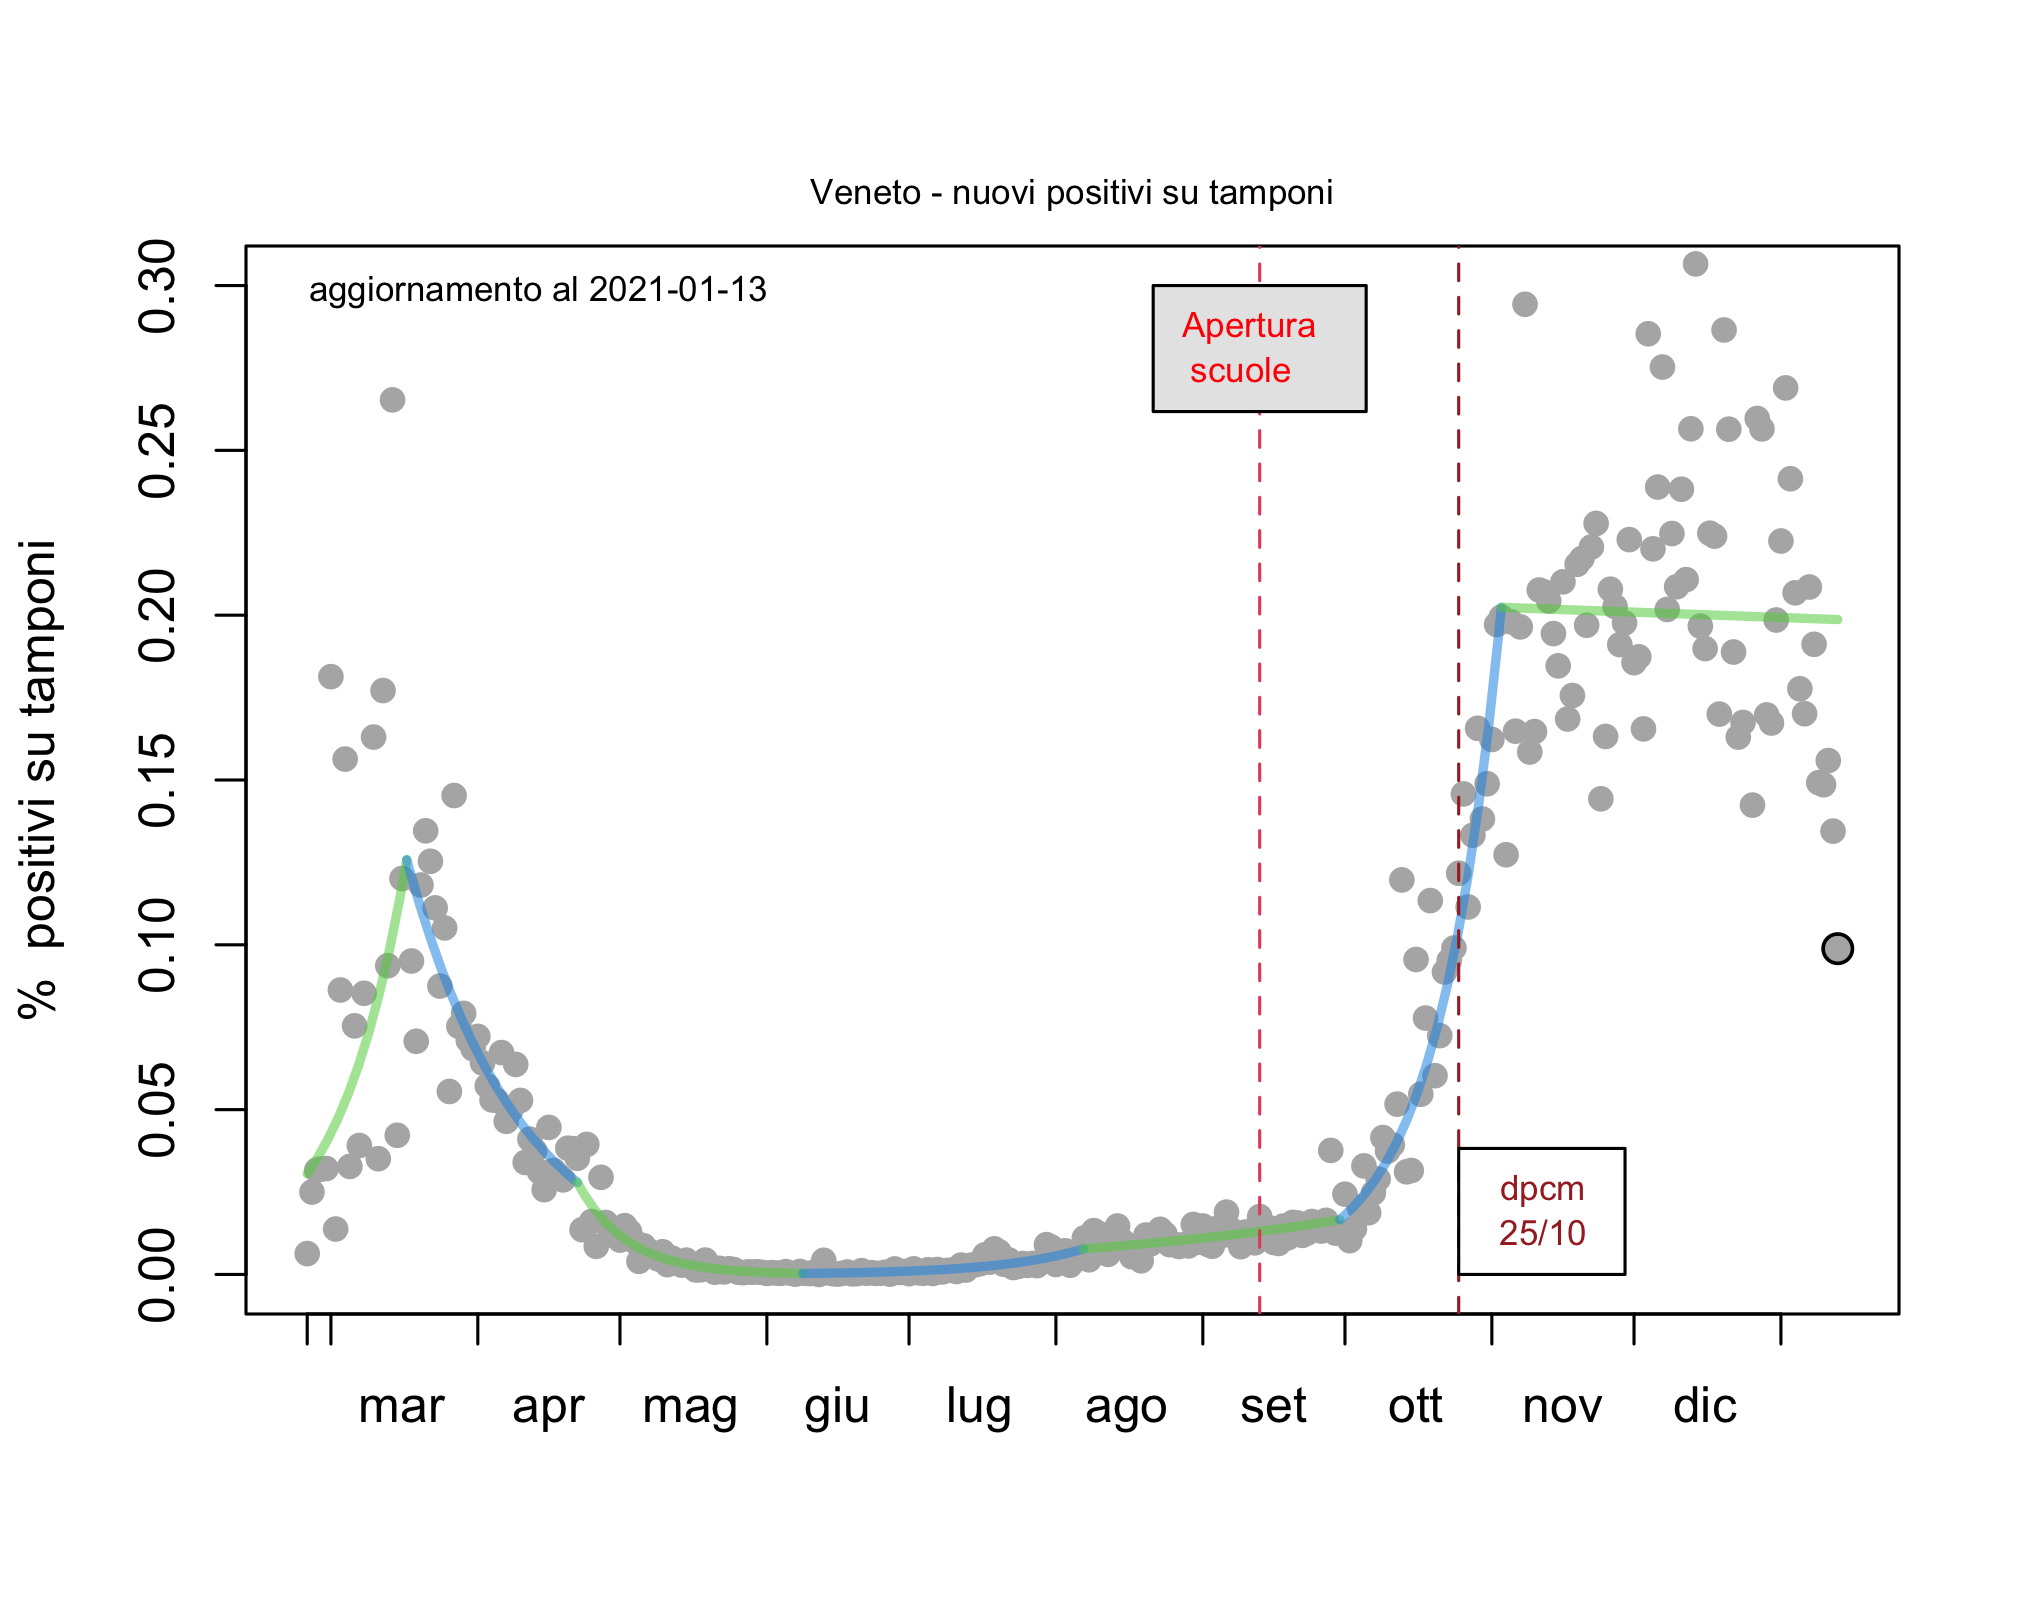 Veneto - nuovi positivi su tamponi
aggiornamento al 2021-01-13
Apertura
scuole
dpcm
25/10
%  positivi su tamponi
0.30
0.25
0.20
0.15
0.10
0.05
0.00
mar apr mag giu lug ago set ott nov dic